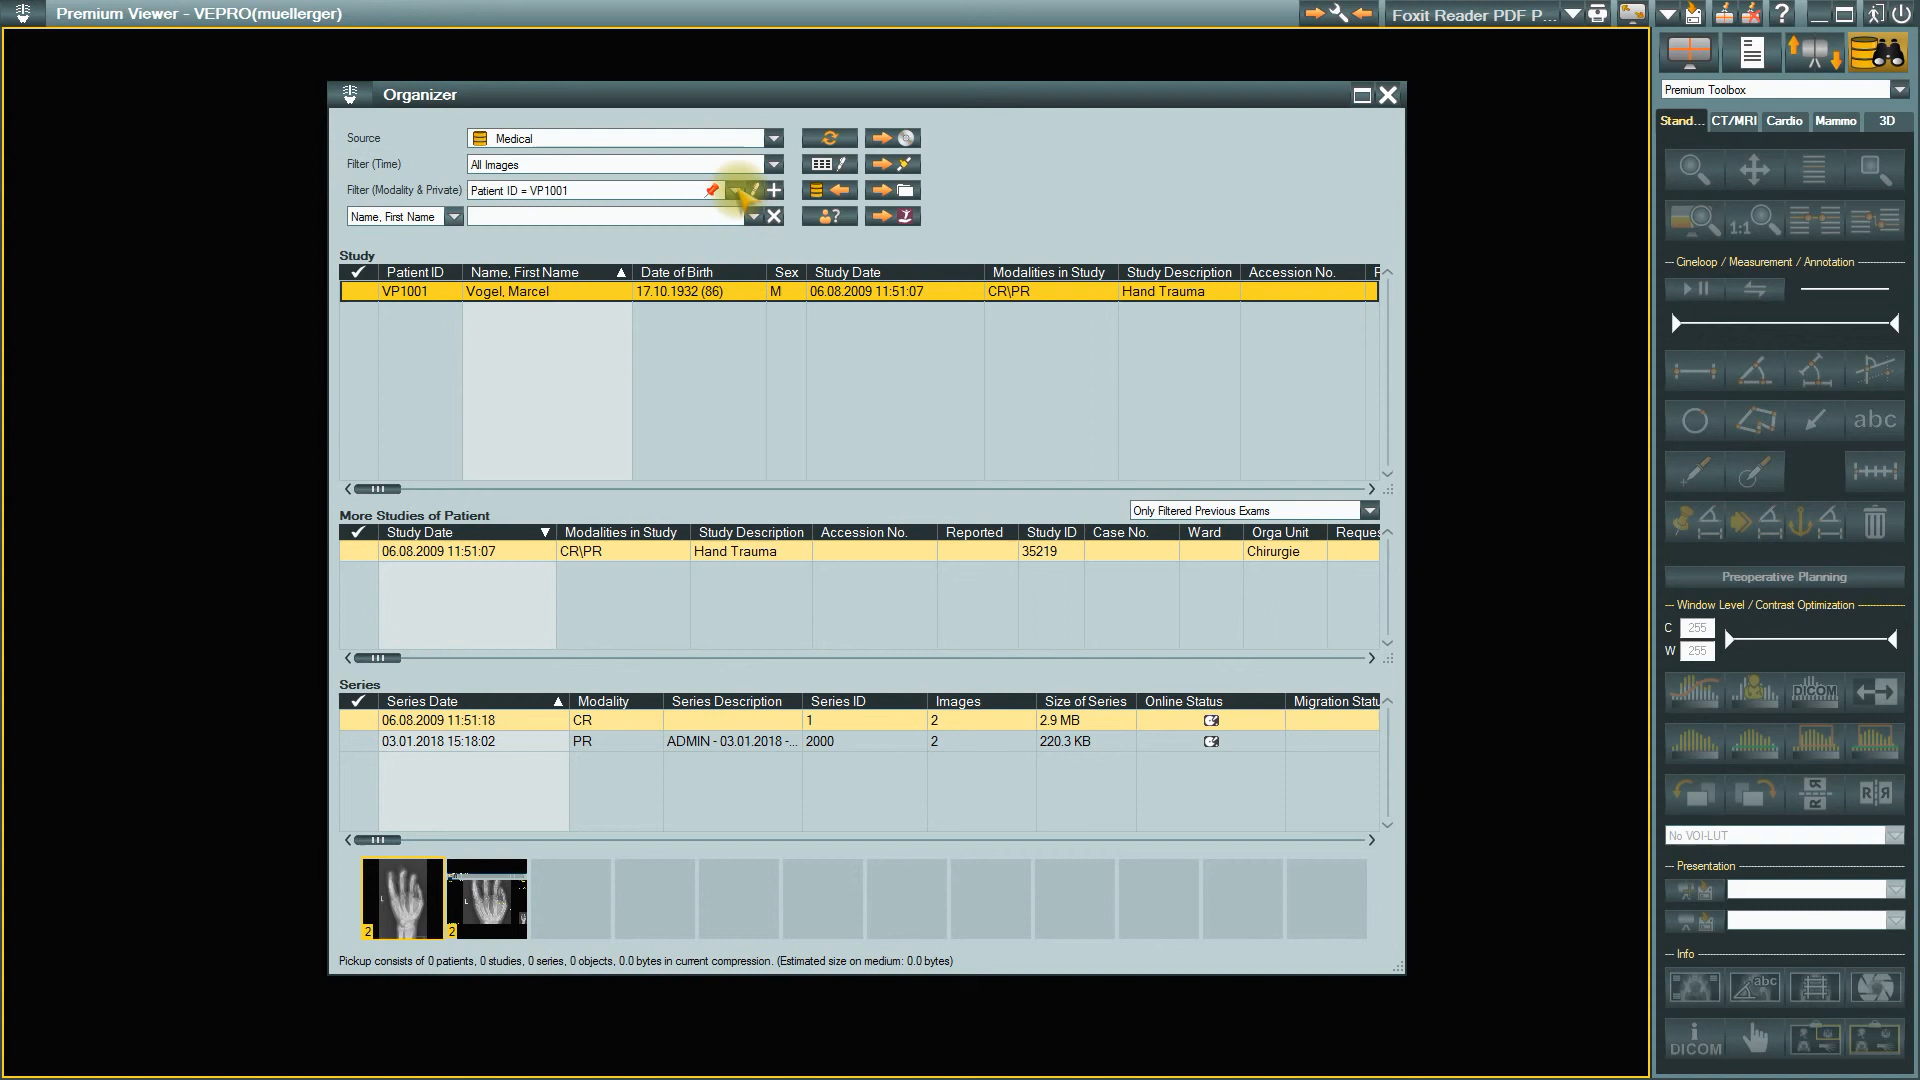 Premium Viewer - VEPRO(muellerger)
Foxit Reader PDF P...
Organizer
Source
Medical
Filter (Time)
All Images
Filter (Modality & Private)
Patient ID = VP1001
Name, First Name
Study
Patient ID Name, First Name Date of Birth Sex Study Date Modalities in Study Study Description Accession No.
VP1001 Vogel, Marcel 17.10.1932 (86) M 06.08.2009 11:51:07 CR\PR Hand Trauma
More Studies of Patient
Only Filtered Previous Exams
Study Date Modalities in Study Study Description Accession No. Reported Study ID Case No. Ward Orga Unit Reques
06.08.2009 11:51:07 CR\PR Hand Trauma 35219 Chirurgie
Series
Series Date Modality Series Description Series ID Images Size of Series Online Status Migration Statu
06.08.2009 11:51:18 CR 1 2 2.9 MB
03.01.2018 15:18:02 PR ADMIN - 03.01.2018 -... 2000 2 220.3 KB
2 2
Pickup consists of 0 patients, 0 studies, 0 series, 0 objects, 0.0 bytes in current compression. (Estimated size on medium: 0.0 bytes)
Premium Toolbox
Stand... CT/MRI Cardio Mammo 3D
1:1
--- Cineloop / Measurement / Annotation
abc
Preoperative Planning
--- Window Level / Contrast Optimization
C 255
W 255
DICOM
R R R R
No VOI-LUT
--- Presentation
--- Info
abc
i DICOM